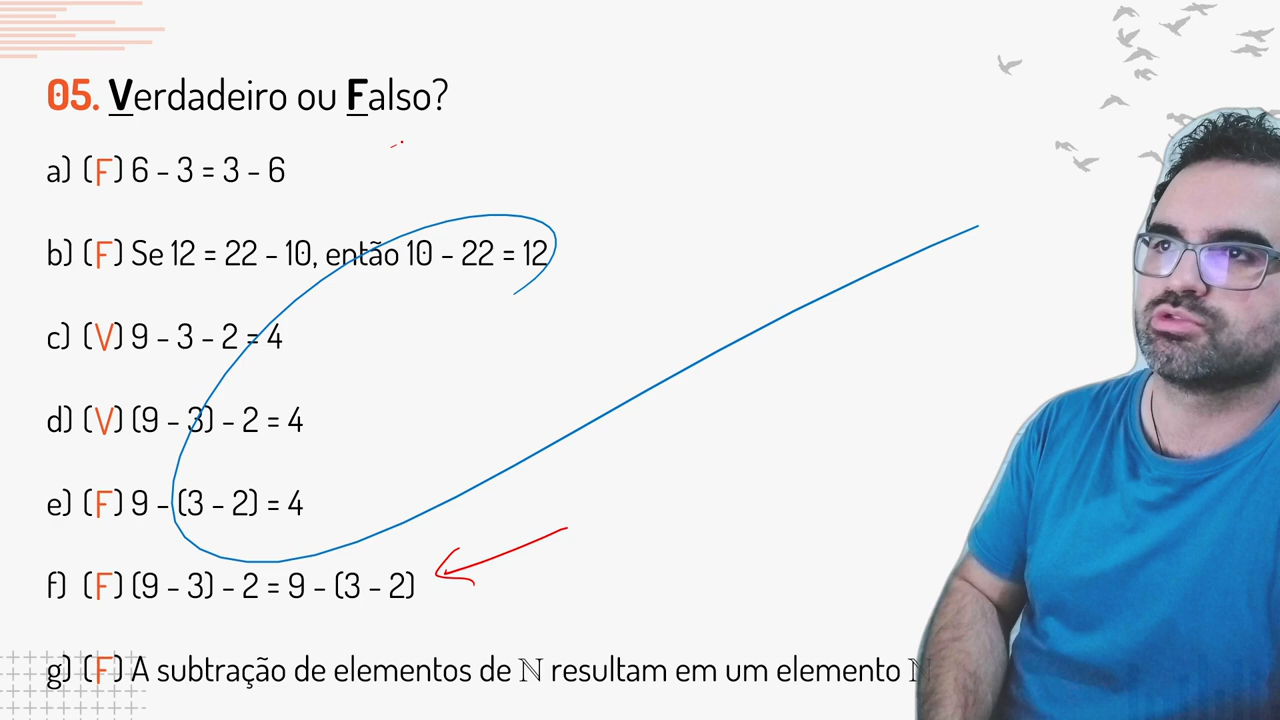 05. Verdadeiro ou Falso?
a) (F) 6 - 3 = 3 - 6
b) (F) Se 12 = 22 - 10, então 10 - 22 = 12
c) (V) 9 - 3 - 2 = 4
d) (V) (9 - 3) - 2 = 4
e) (F) 9 - (3 - 2) = 4
f) (F) (9 - 3) - 2 = 9 - (3 - 2)
g) (F) A subtração de elementos de ℕ resultam em um elemento ℕ